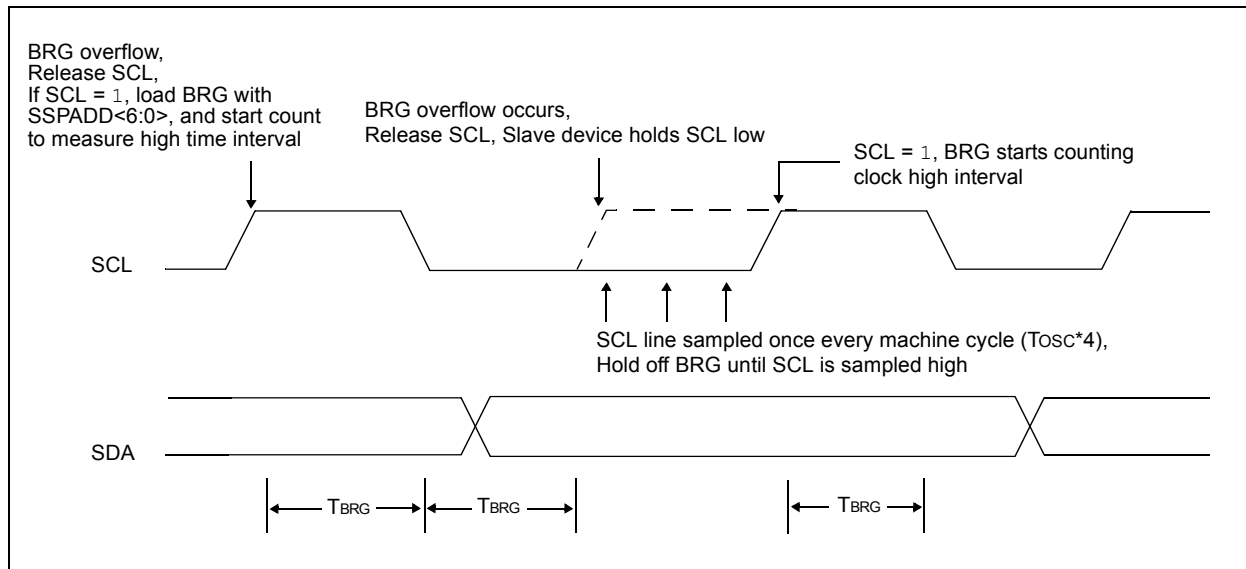 BRG overflow,
Release SCL,
If SCL = 1, load BRG with
SSPADD<6:0>, and start count
to measure high time interval
BRG overflow occurs,
Release SCL, Slave device holds SCL low
SCL = 1, BRG starts counting
clock high interval
SCL
SCL line sampled once every machine cycle (TOSC*4),
Hold off BRG until SCL is sampled high
SDA
TBRG
TBRG
TBRG